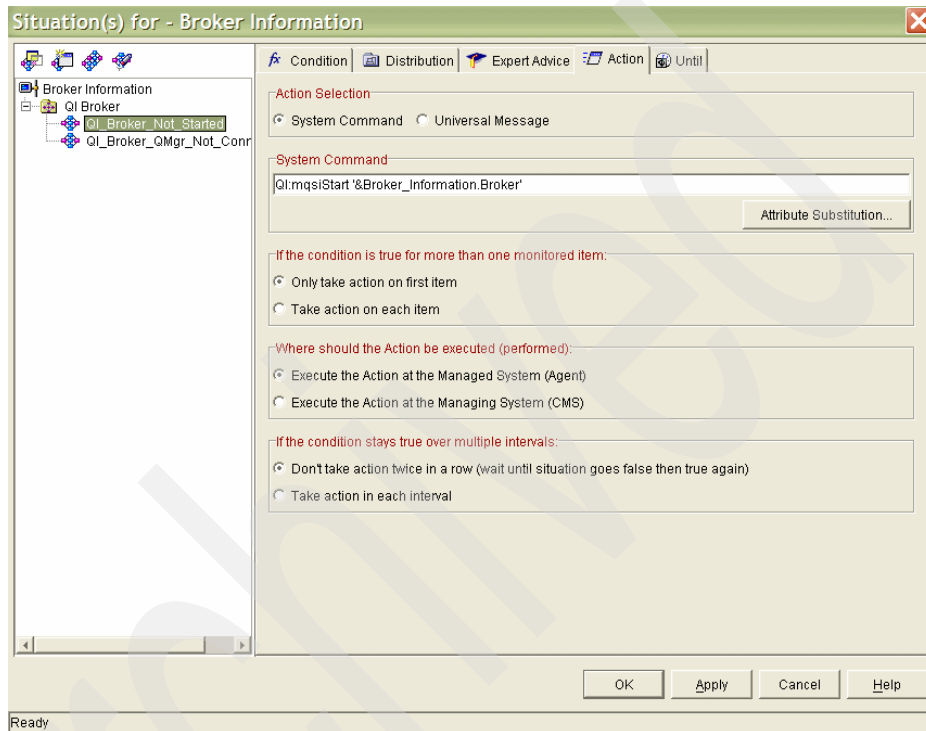 Situation(s) for - Broker Information
Broker Information
QI Broker
QI_Broker_Not_Started
QI_Broker_QMgr_Not_Conr
fx Condition
Distribution
Expert Advice
Action
Until
Action Selection
System Command
Universal Message
System Command
QI:mqsiStart '&Broker_Information.Broker'
Attribute Substitution...
If the condition is true for more than one monitored item:
Only take action on first item
Take action on each item
Where should the Action be executed (performed):
Execute the Action at the Managed System (Agent)
Execute the Action at the Managing System (CMS)
If the condition stays true over multiple intervals:
Don't take action twice in a row (wait until situation goes false then true again)
Take action in each interval
OK
Apply
Cancel
Help
Ready